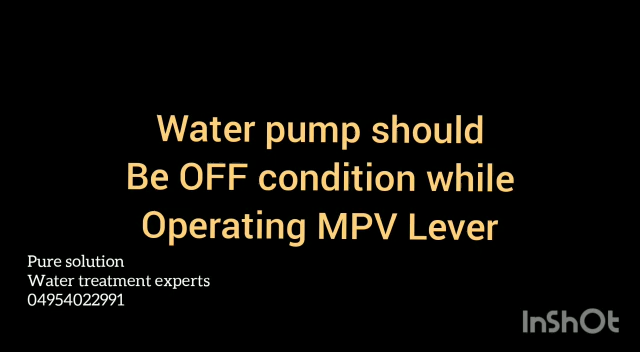 Water pump should
Be OFF condition while
Operating MPV Lever
Pure solution
Water treatment experts
04954022991
InShOt